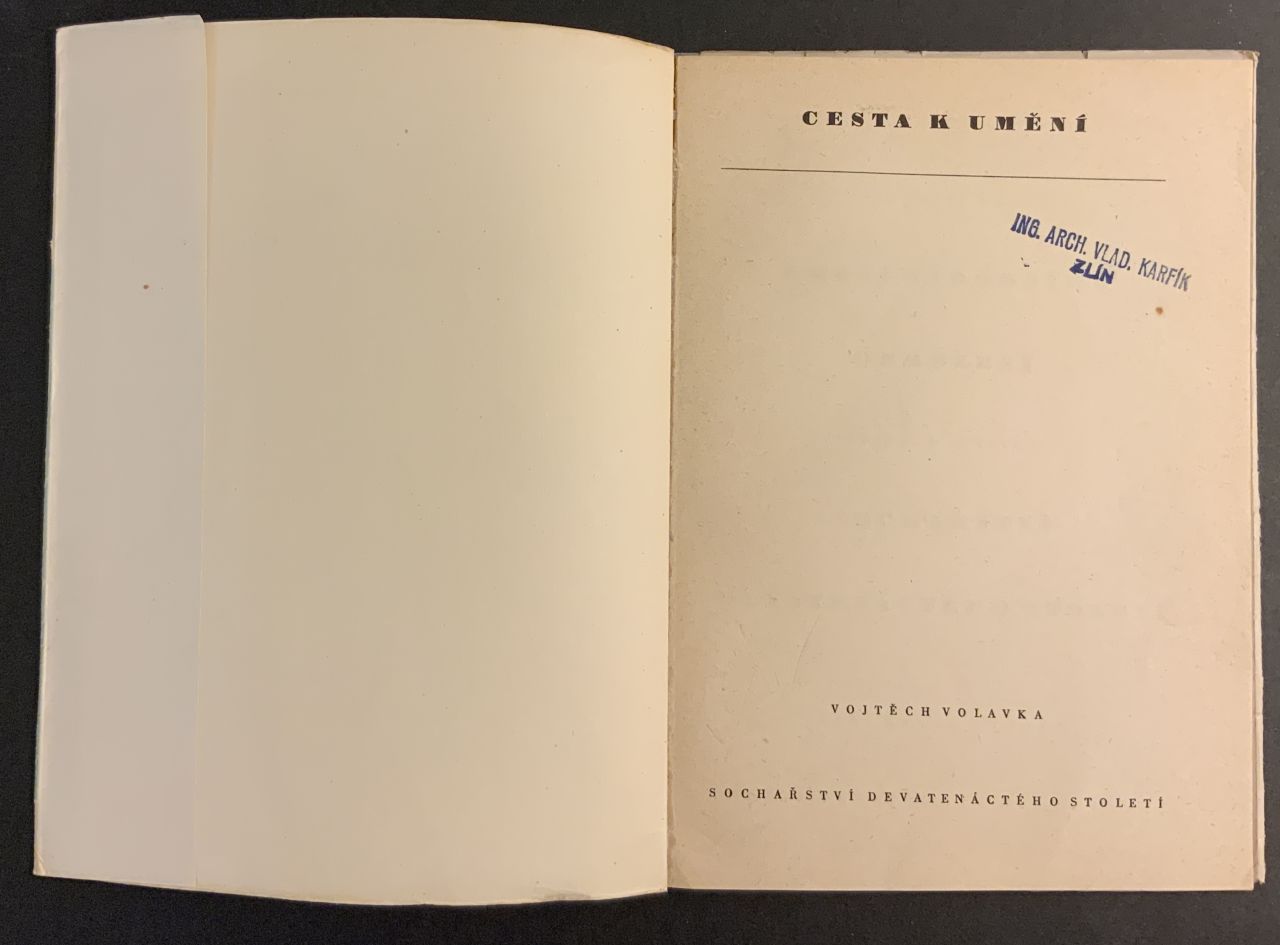 CESTA K UMĚNÍ
ING. ARCH. VLAD. KARFÍK
ZLÍN
VOJTĚCH VOLAVKA
SOCHAŘSTVÍ DEVATENÁCTÉHO STOLETÍ